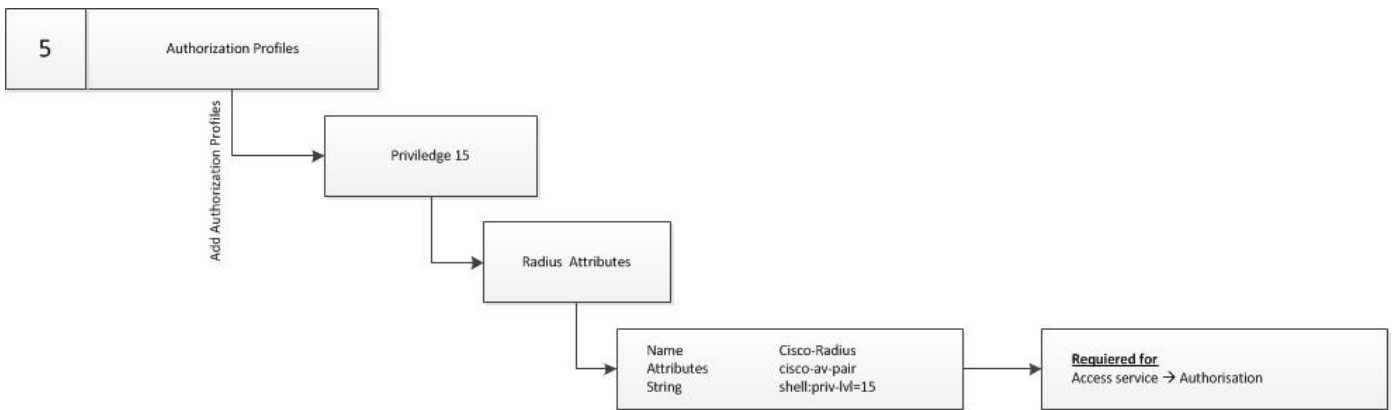 5
Authorization Profiles
Add Authorization Profiles
Priviledge 15
Radius Attributes
Name Cisco-Radius
Attributes cisco-av-pair
String shell:priv-lvl=15
Requiered for
Access service → Authorisation